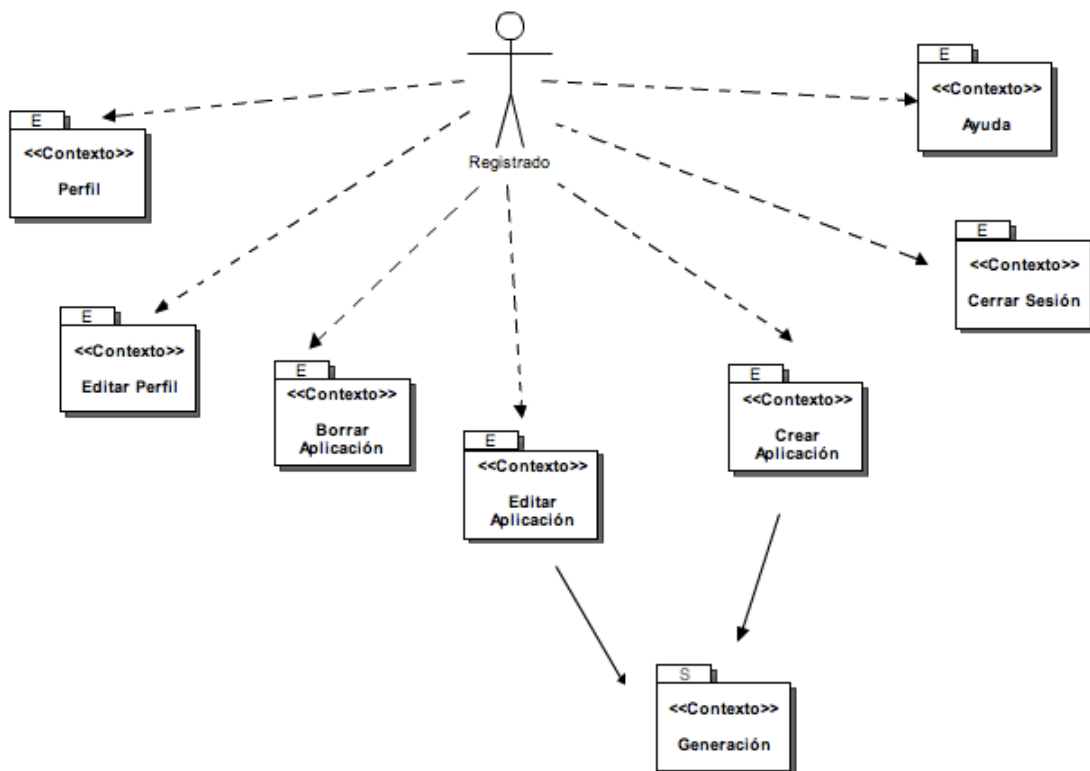 E
<<Contexto>>
Ayuda
E
<<Contexto>>
Perfil
Registrado
E
<<Contexto>>
Cerrar Sesión
E
<<Contexto>>
Editar Perfil
E
<<Contexto>>
Borrar
Aplicación
E
<<Contexto>>
Crear
Aplicación
E
<<Contexto>>
Editar
Aplicación
S
<<Contexto>>
Generación